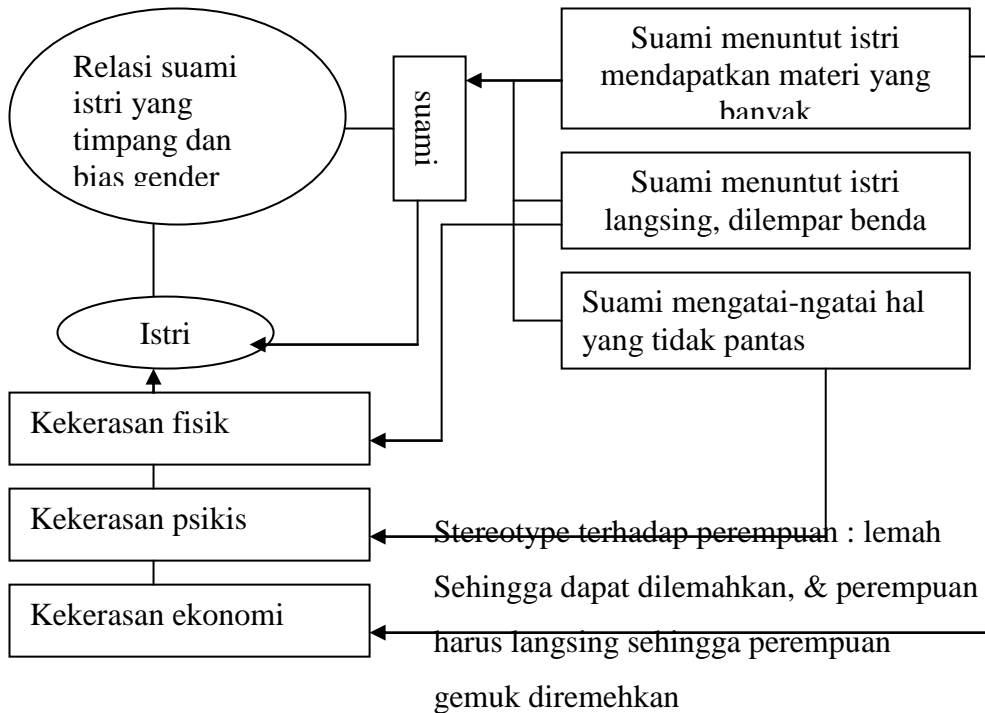 Relasi suami
istri yang
timpang dan
bias gender
suami
Suami menuntut istri
mendapatkan materi yang
banyak
Suami menuntut istri
langsing, dilempar benda
Suami mengatai-ngatai hal
yang tidak pantas
Istri
Kekerasan fisik
Kekerasan psikis
Kekerasan ekonomi
Stereotype terhadap perempuan : lemah
Sehingga dapat dilemahkan, & perempuan
harus langsing sehingga perempuan
gemuk diremehkan